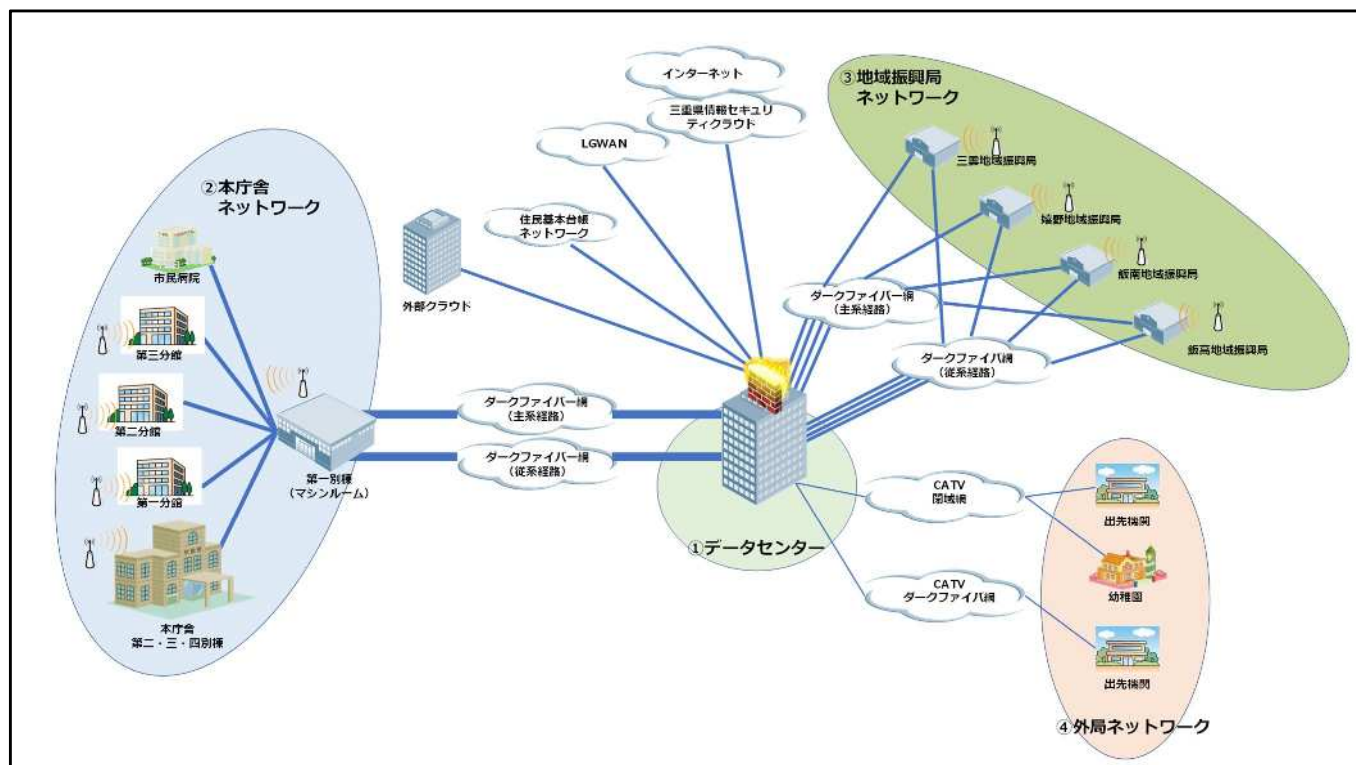 インターネット
三重県情報セキュリ
ティクラウド
LGWAN
住民基本台帳
ネットワーク
外部クラウド
②本庁舎
ネットワーク
市民病院
第三分館
第二分館
第一分館
本庁舎
第二・三・四別棟
第一別棟
（マシンルーム）
ダークファイバー網
（主系経路）
ダークファイバー網
（従系経路）
①データセンター
③地域振興局
ネットワーク
三雲地域振興局
嬉野地域振興局
飯南地域振興局
飯高地域振興局
ダークファイバー網
（主系経路）
ダークファイバ網
（従系経路）
CATV
閉域網
CATV
ダークファイバ網
出先機関
幼稚園
出先機関
④外局ネットワーク